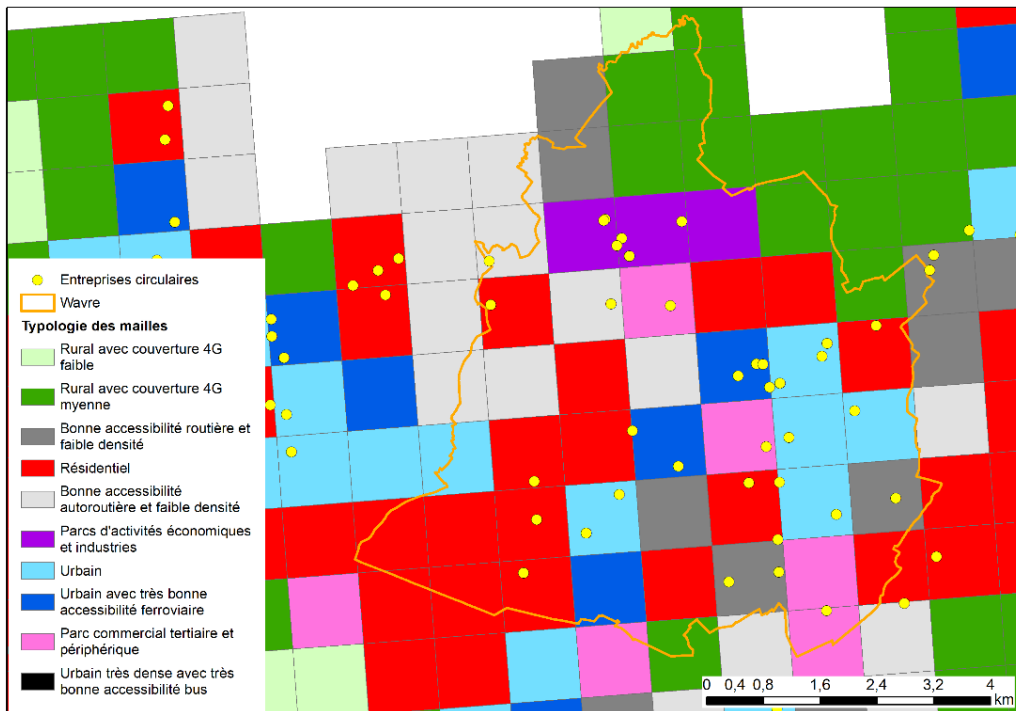 Entreprises circulaires
Wavre
Typologie des mailles
Rural avec couverture 4G
faible
Rural avec couverture 4G
myenne
Bonne accessibilité routière et
faible densité
Résidentiel
Bonne accessibilité
autoroutière et faible densité
Parcs d'activités économiques
et industries
Urbain
Urbain avec très bonne
accessibilité ferroviaire
Parc commercial tertiaire et
périphérique
Urbain très dense avec très
bonne accessibilité bus
0 0,4 0,8 1,6 2,4 3,2 4
km